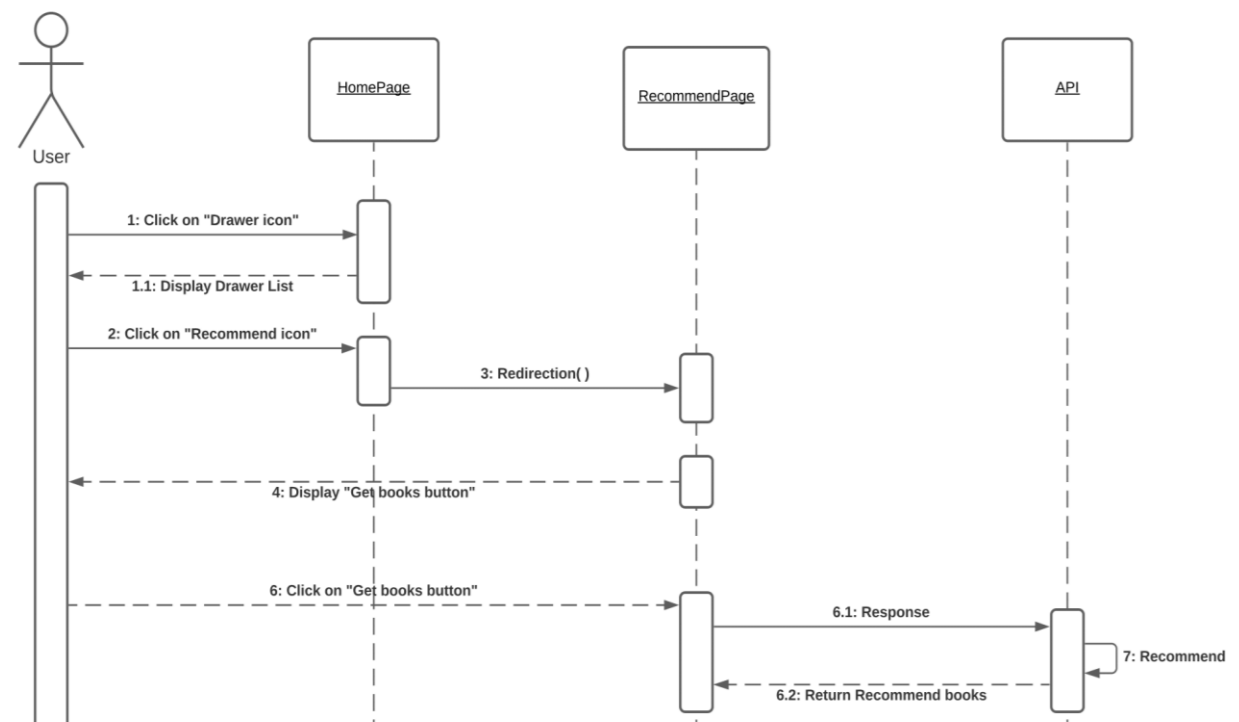 HomePage
RecommendPage
API
User
1: Click on "Drawer icon"
1.1: Display Drawer List
2: Click on "Recommend icon"
3: Redirection( )
4: Display "Get books button"
6: Click on "Get books button"
6.1: Response
7: Recommend
6.2: Return Recommend books